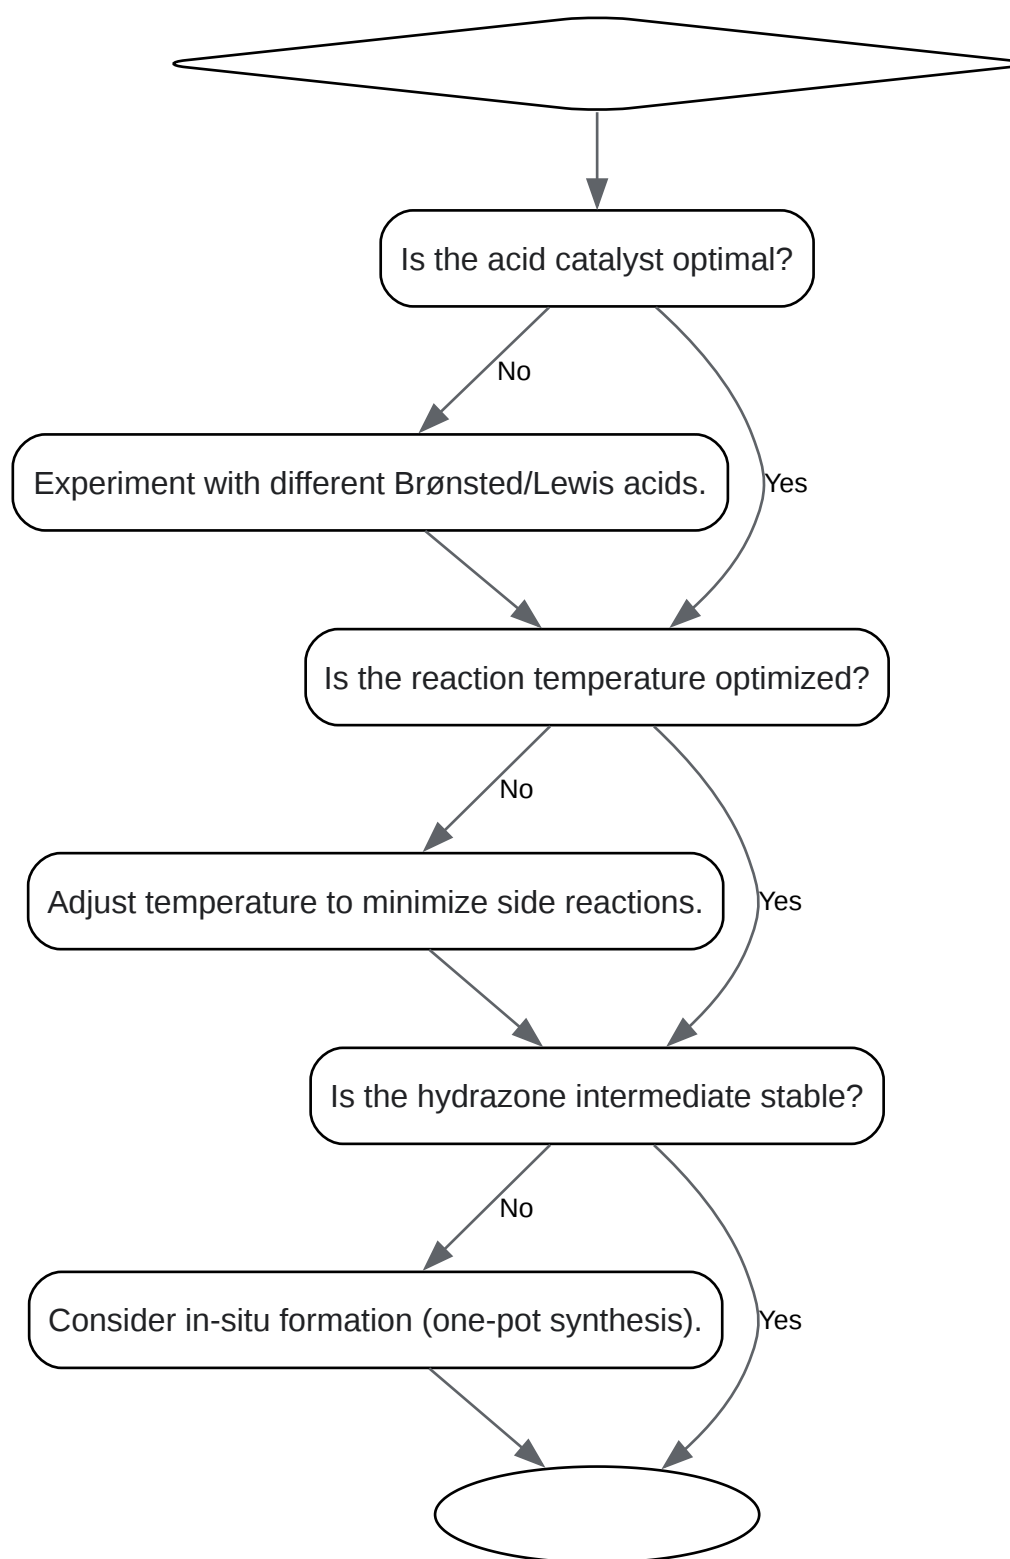 Is the acid catalyst optimal?
No
Experiment with different Brønsted/Lewis acids.
Yes
Is the reaction temperature optimized?
No
Adjust temperature to minimize side reactions.
Yes
Is the hydrazone intermediate stable?
No
Consider in-situ formation (one-pot synthesis).
Yes